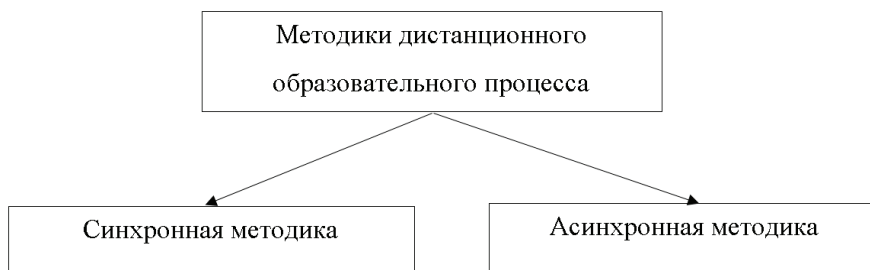 Методики дистанционного
образовательного процесса
Синхронная методика
Асинхронная методика